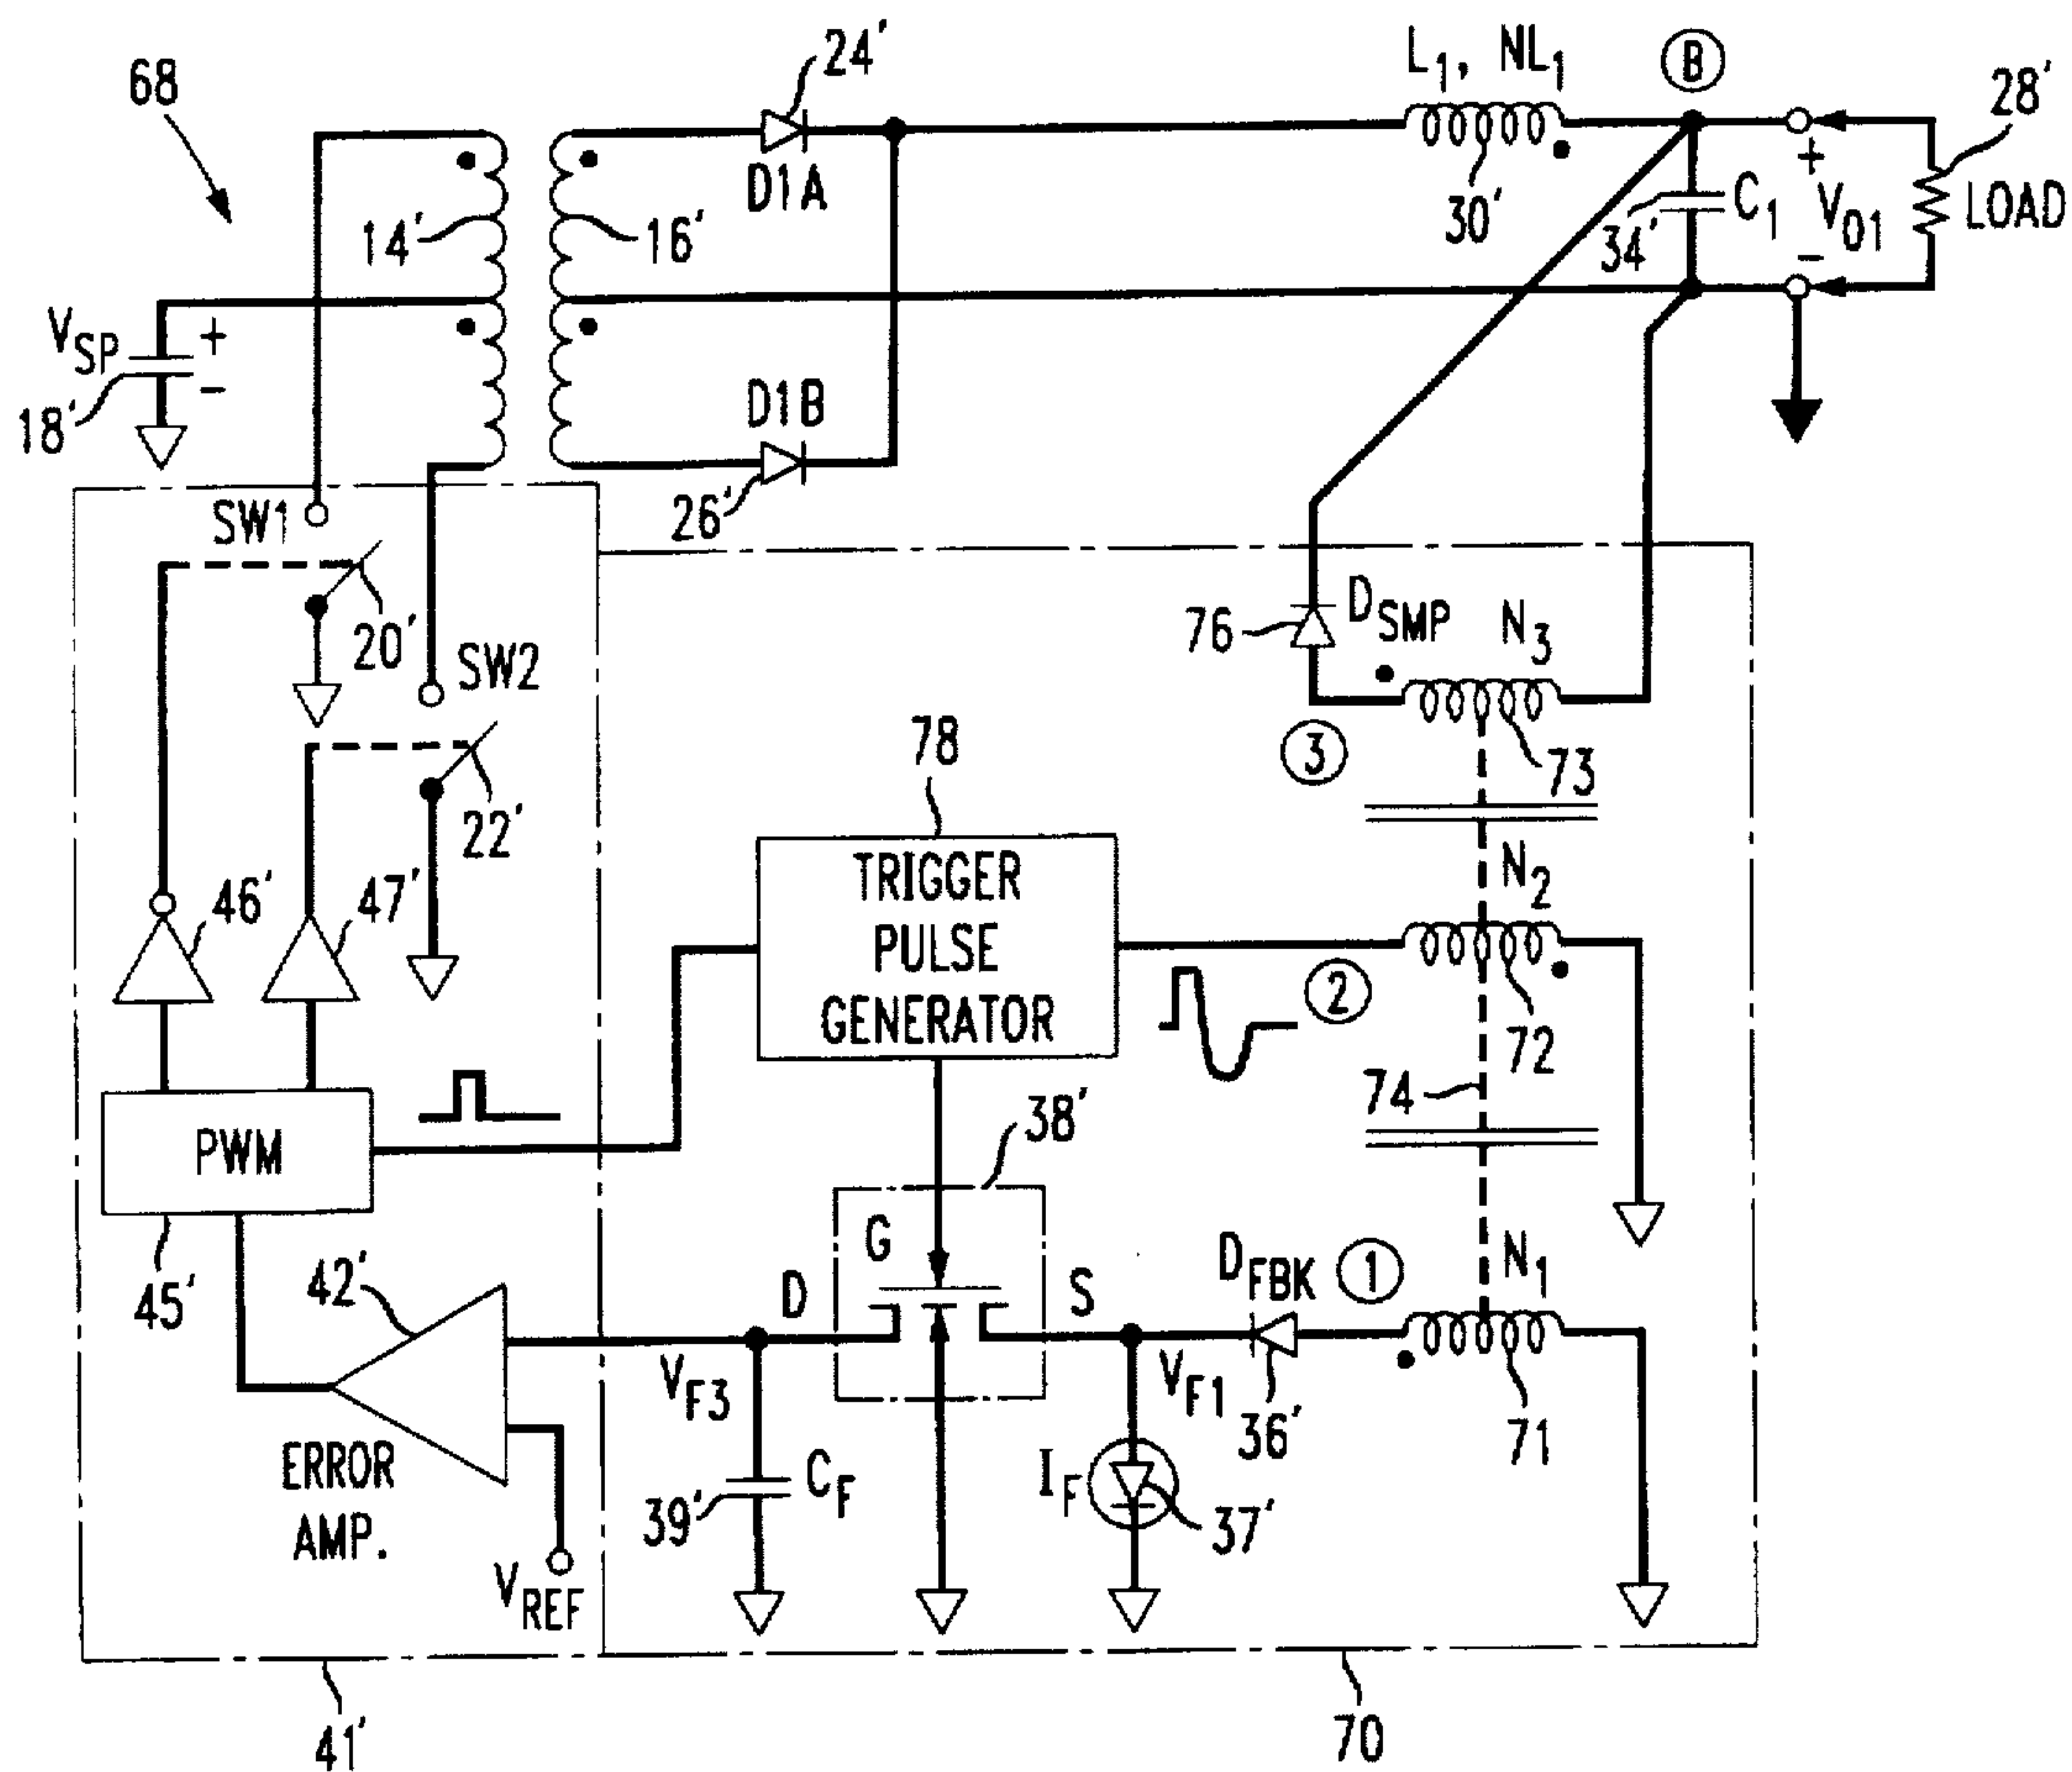 68
24'
L1, NL1
B
28'
D1A
14'
16'
30'
34'
C1
+
V01
-
LOAD
VSP
+
-
18'
D1B
26'
SW1
20'
SW2
22'
76
DSMP
N3
3
73
78
TRIGGER
PULSE
GENERATOR
N2
2
72
46'
47'
74
PWM
45'
38'
G
D
S
DFBK
1
N1
42'
VF3
VF1
36'
71
ERROR
AMP.
39'
CF
IF
37'
VREF
41'
70